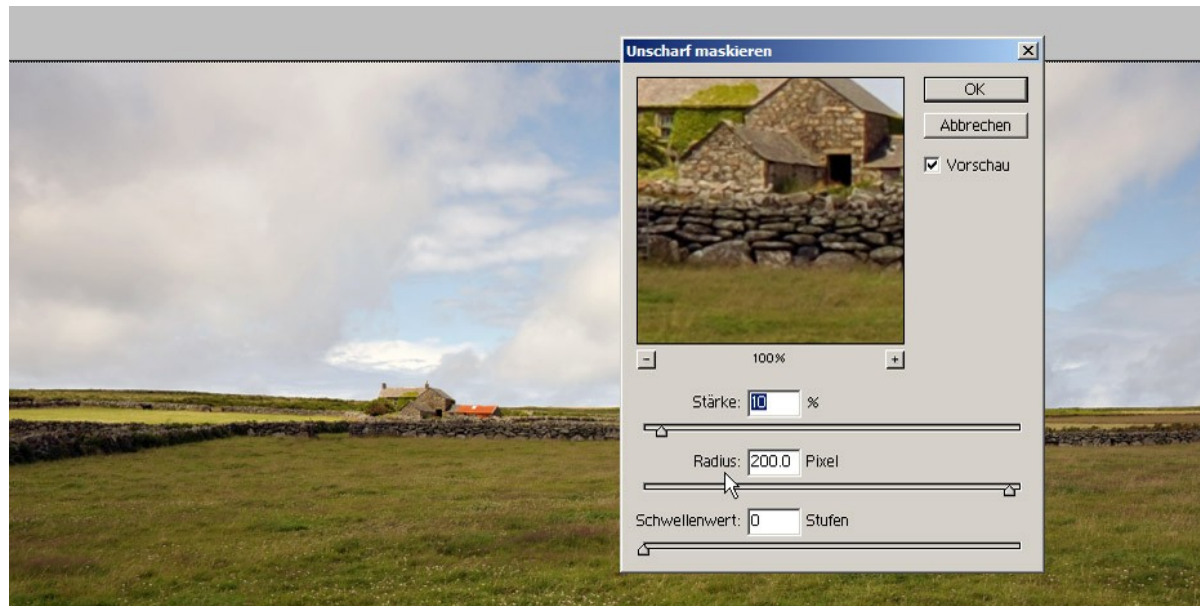 Unscharf maskieren
OK
Abbrechen
Vorschau
- 100% +
Stärke: 10 %
Radius: 200.0 Pixel
Schwellenwert: 0 Stufen